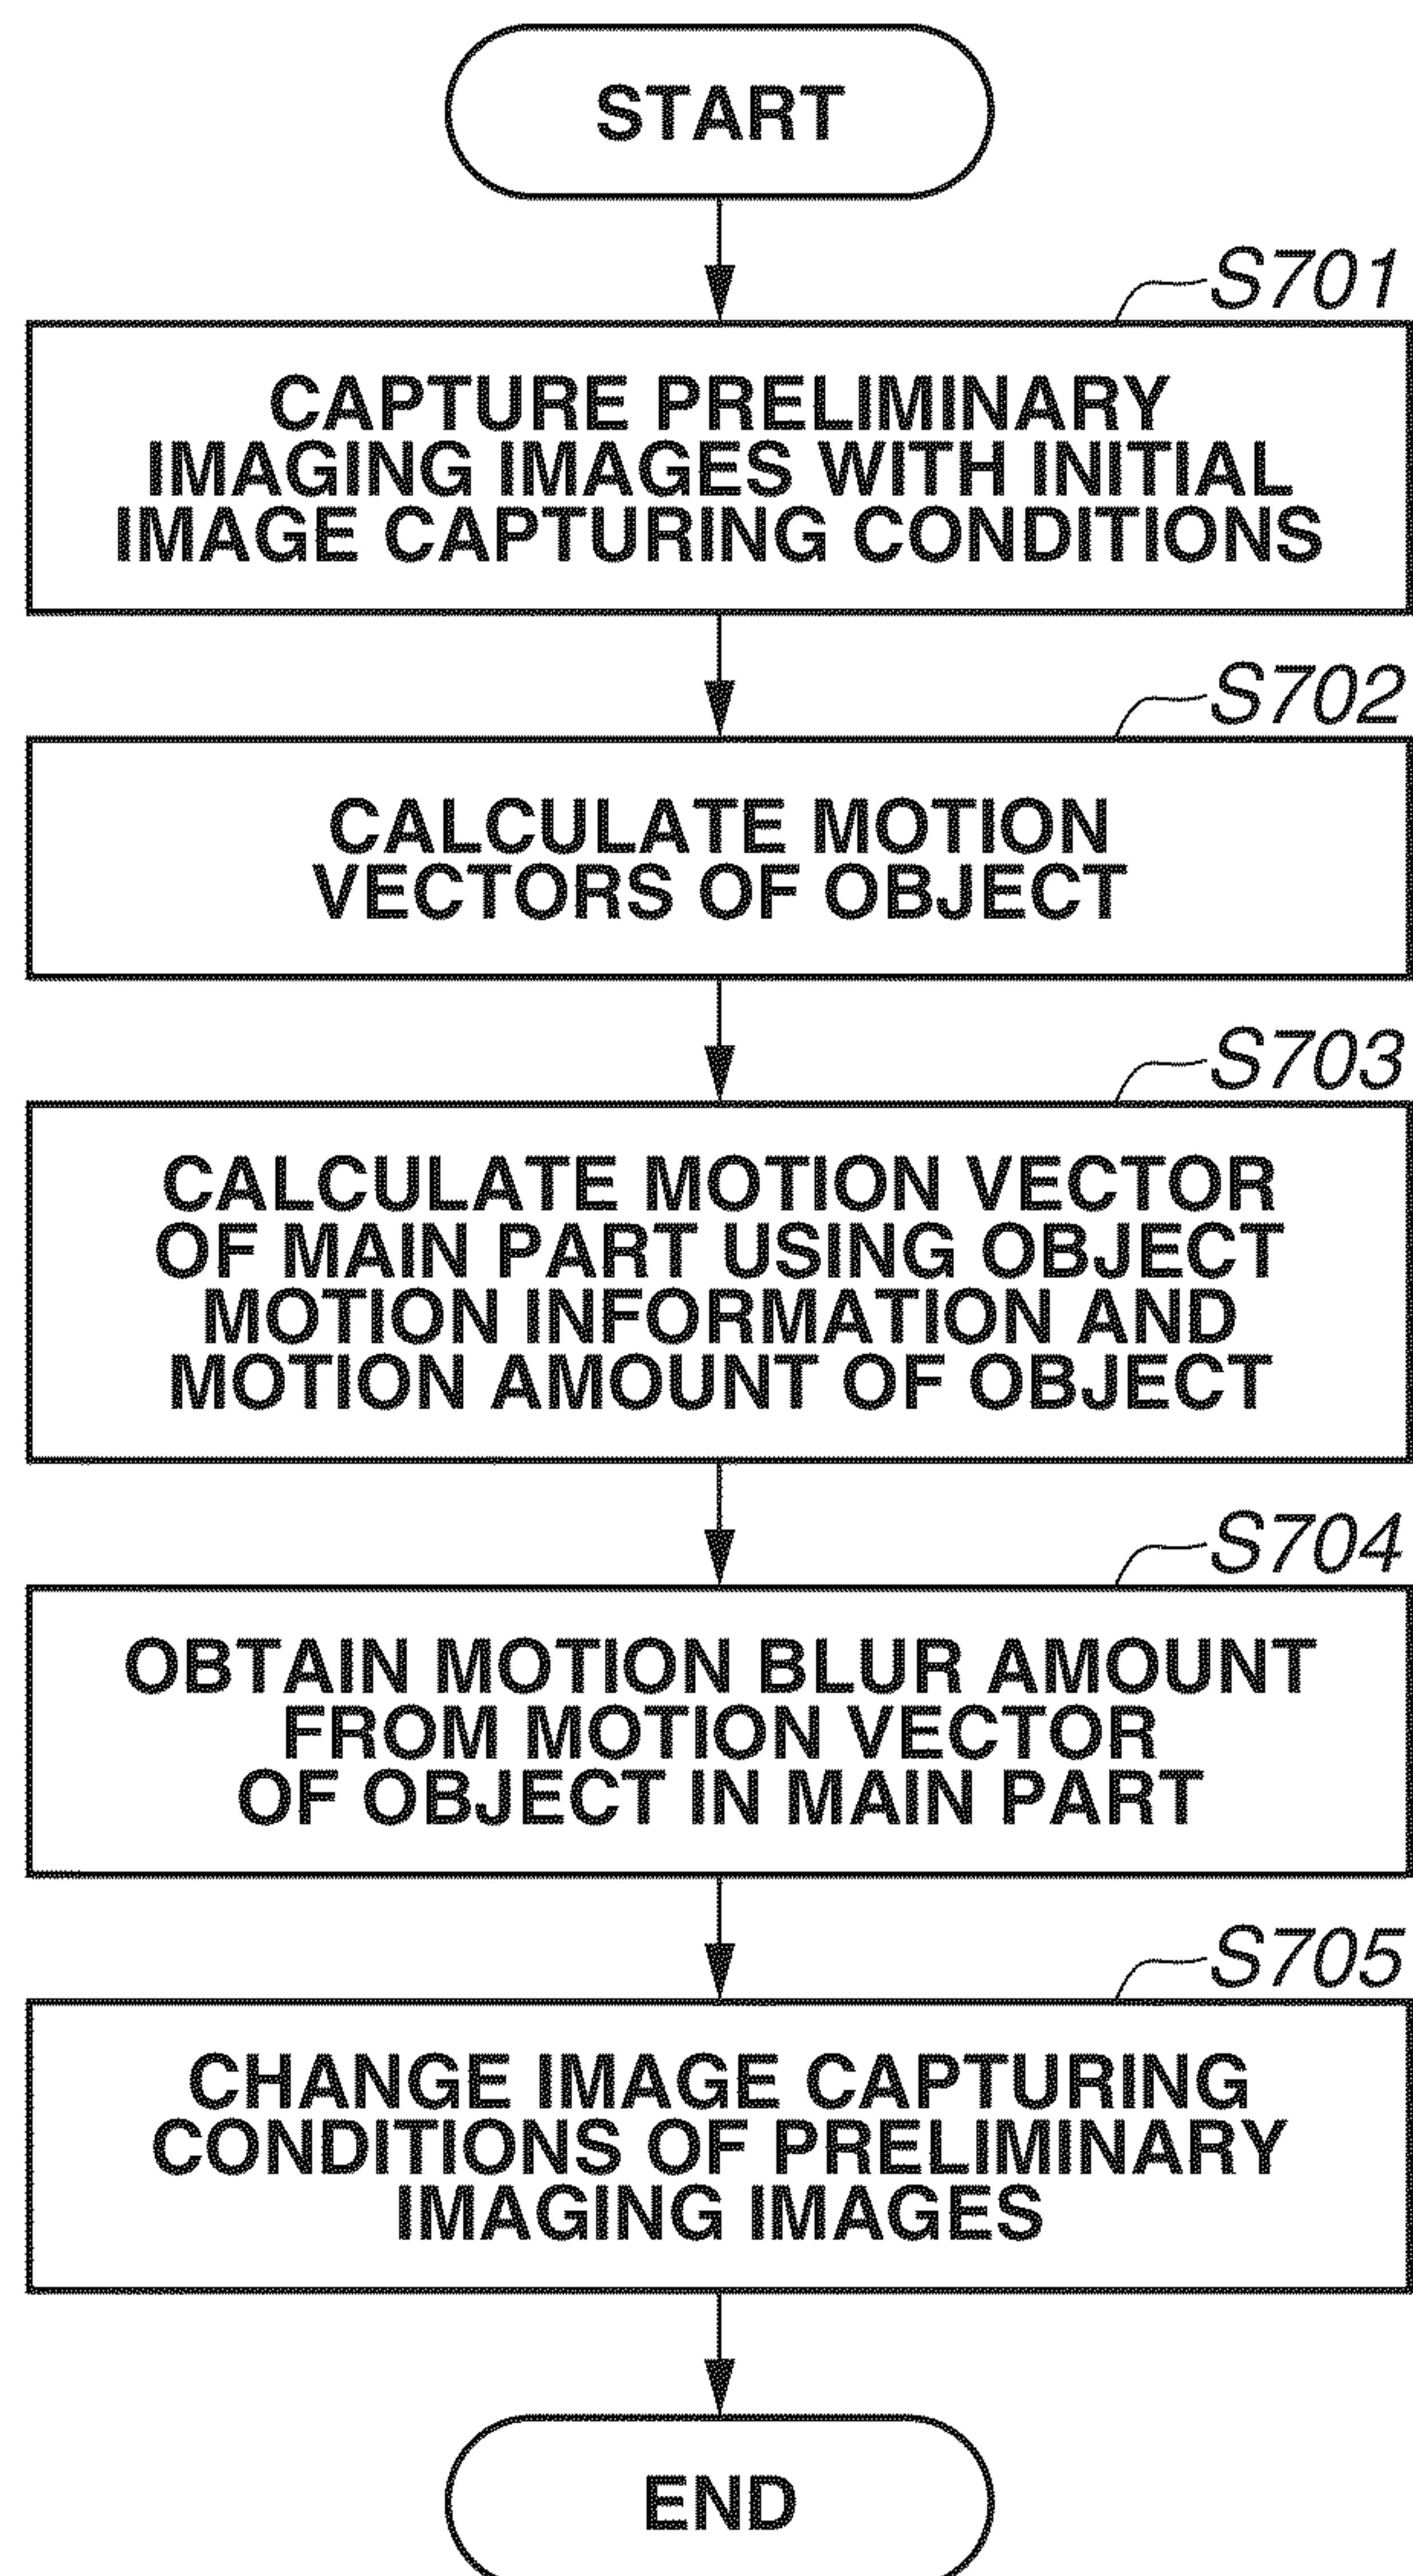 START
S701
CAPTURE PRELIMINARY
IMAGING IMAGES WITH INITIAL
IMAGE CAPTURING CONDITIONS
S702
CALCULATE MOTION
VECTORS OF OBJECT
S703
CALCULATE MOTION VECTOR
OF MAIN PART USING OBJECT
MOTION INFORMATION AND
MOTION AMOUNT OF OBJECT
S704
OBTAIN MOTION BLUR AMOUNT
FROM MOTION VECTOR
OF OBJECT IN MAIN PART
S705
CHANGE IMAGE CAPTURING
CONDITIONS OF PRELIMINARY
IMAGING IMAGES
END